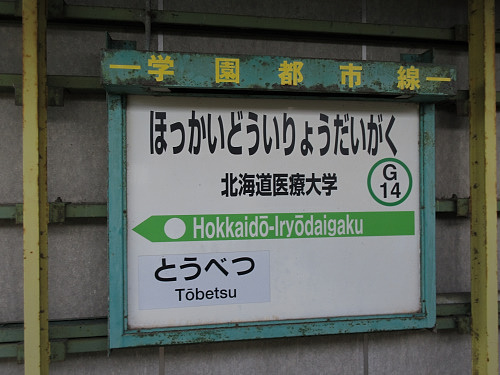 学園都市線
ほっかいどういりょうだいがく
北海道医療大学
G
14
Hokkaidō-Iryōdaigaku
とうべつ
Tōbetsu